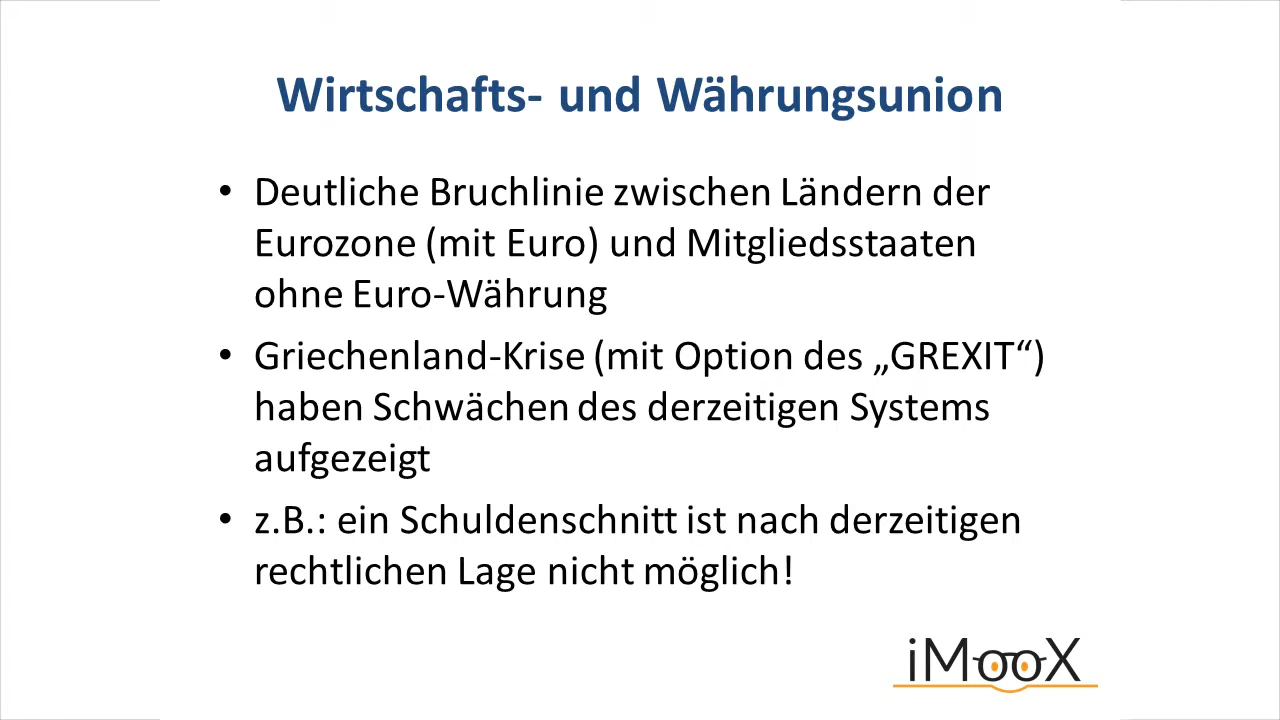 Wirtschafts- und Währungsunion
• Deutliche Bruchlinie zwischen Ländern der
Eurozone (mit Euro) und Mitgliedsstaaten
ohne Euro-Währung
• Griechenland-Krise (mit Option des „GREXIT“)
haben Schwächen des derzeitigen Systems
aufgezeigt
• z.B.: ein Schuldenschnitt ist nach derzeitigen
rechtlichen Lage nicht möglich!
iMooX